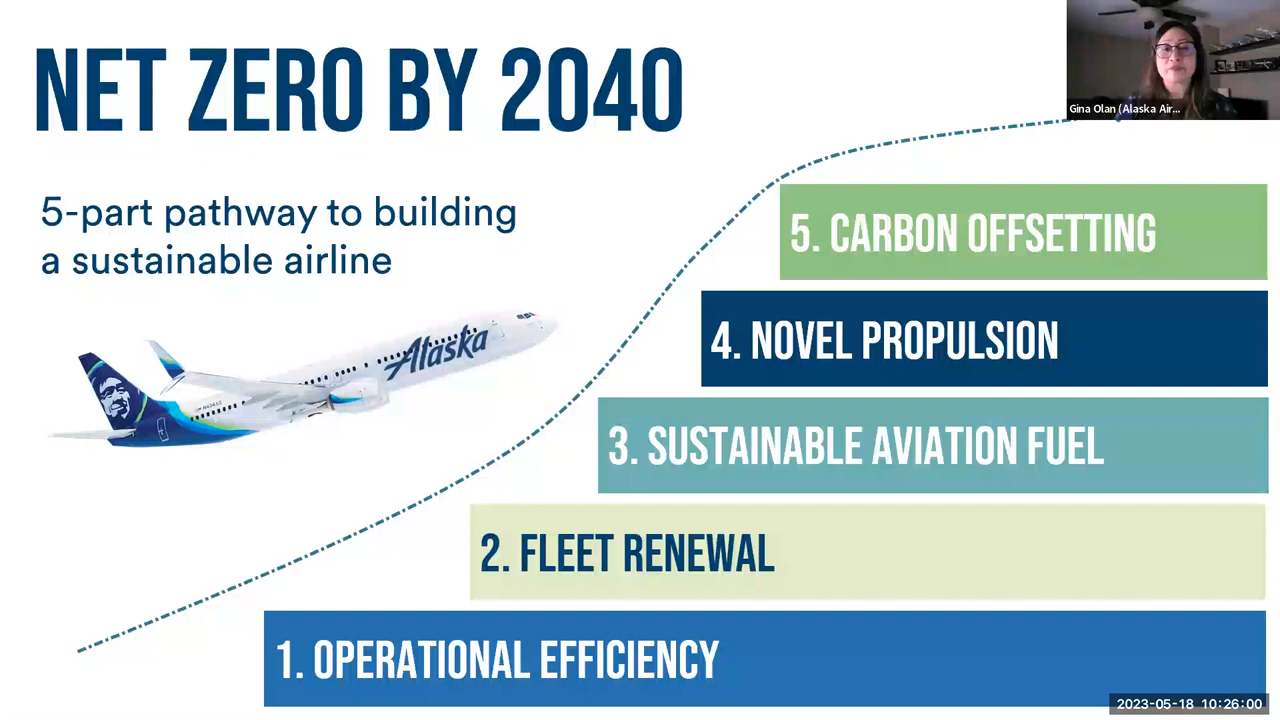 NET ZERO BY 2040
Gina Olan (Alaska Air...
5-part pathway to building
a sustainable airline
5. CARBON OFFSETTING
4. NOVEL PROPULSION
Alaska
3. SUSTAINABLE AVIATION FUEL
2. FLEET RENEWAL
1. OPERATIONAL EFFICIENCY
2023-05-18 10:26:00